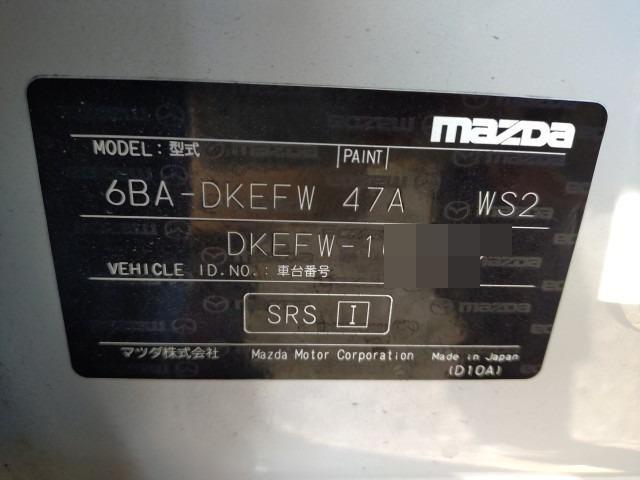 mazda
MODEL：型式 PAINT
6BA-DKEFW 47A WS2
DKEFW-1
VEHICLE ID.NO.：車台番号
SRS I
マツダ株式会社 Mazda Motor Corporation Made in Japan
(D10A)